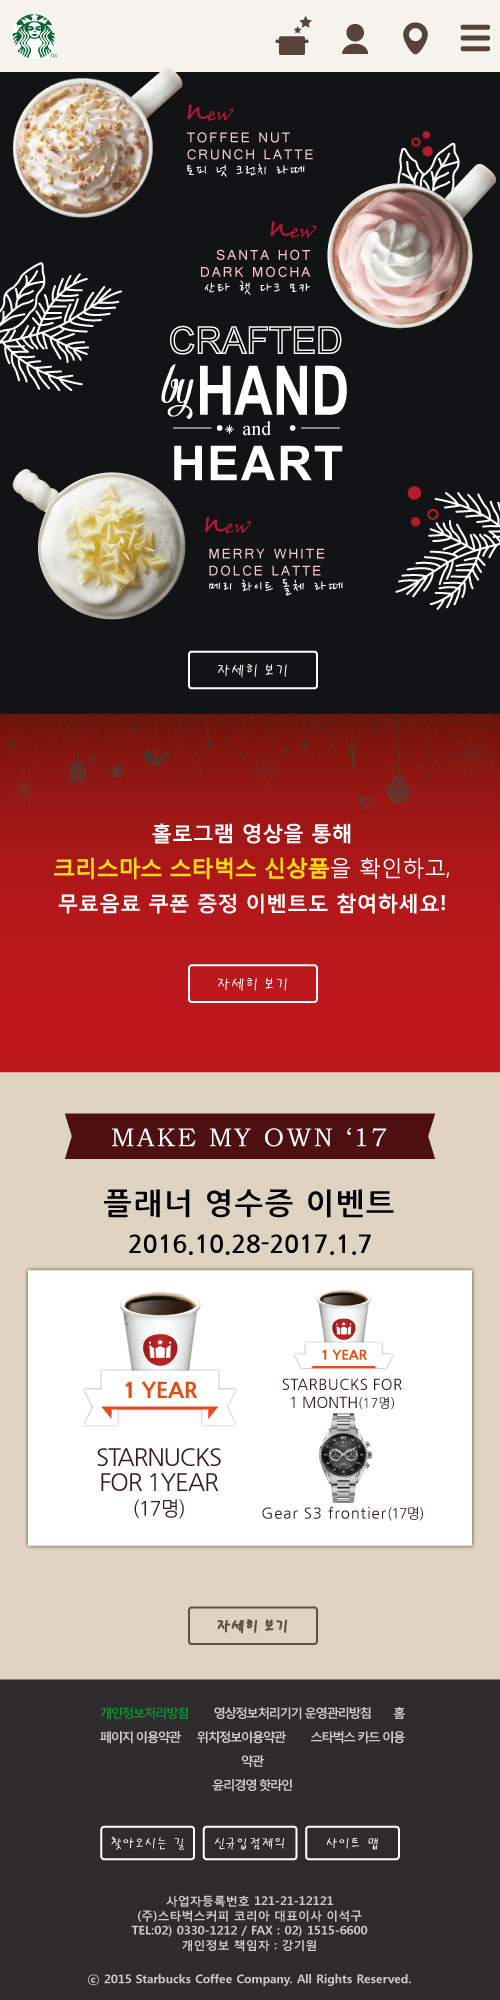 new
TOFFEE NUT
CRUNCH LATTE
토피 넛 크런치 라떼
new
SANTA HOT
DARK MOCHA
산타 햇 다크 모카
CRAFTED
by HAND
and
HEART
new
MERRY WHITE
DOLCE LATTE
메리 화이트 돌체 라떼
자세히 보기
홀로그램 영상을 통해
크리스마스 스타벅스 신상품을 확인하고,
무료음료 쿠폰 증정 이벤트도 참여하세요!
자세히 보기
MAKE MY OWN ‘17
플래너 영수증 이벤트
2016.10.28-2017.1.7
1 YEAR
STARNUCKS
FOR 1YEAR
(17명)
1 YEAR
STARBUCKS FOR
1 MONTH(17명)
Gear S3 frontier(17명)
자세히 보기
개인정보처리방침 영상정보처리기기 운영관리방침 홈
페이지 이용약관 위치정보이용약관 스타벅스 카드 이용
약관
윤리경영 핫라인
찾아오시는 길 신규입점제의 사이트 맵
사업자등록번호 121-21-12121
(주)스타벅스커피 코리아 대표이사 이석구
TEL:02) 0330-1212 / FAX : 02) 1515-6600
개인정보 책임자 : 강기원
ⓒ 2015 Starbucks Coffee Company. All Rights Reserved.